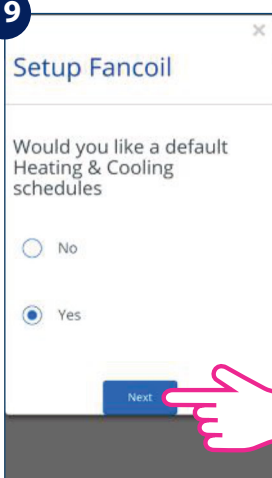 9
×
Setup Fancoil
Would you like a default
Heating & Cooling
schedules
No
Yes
Next